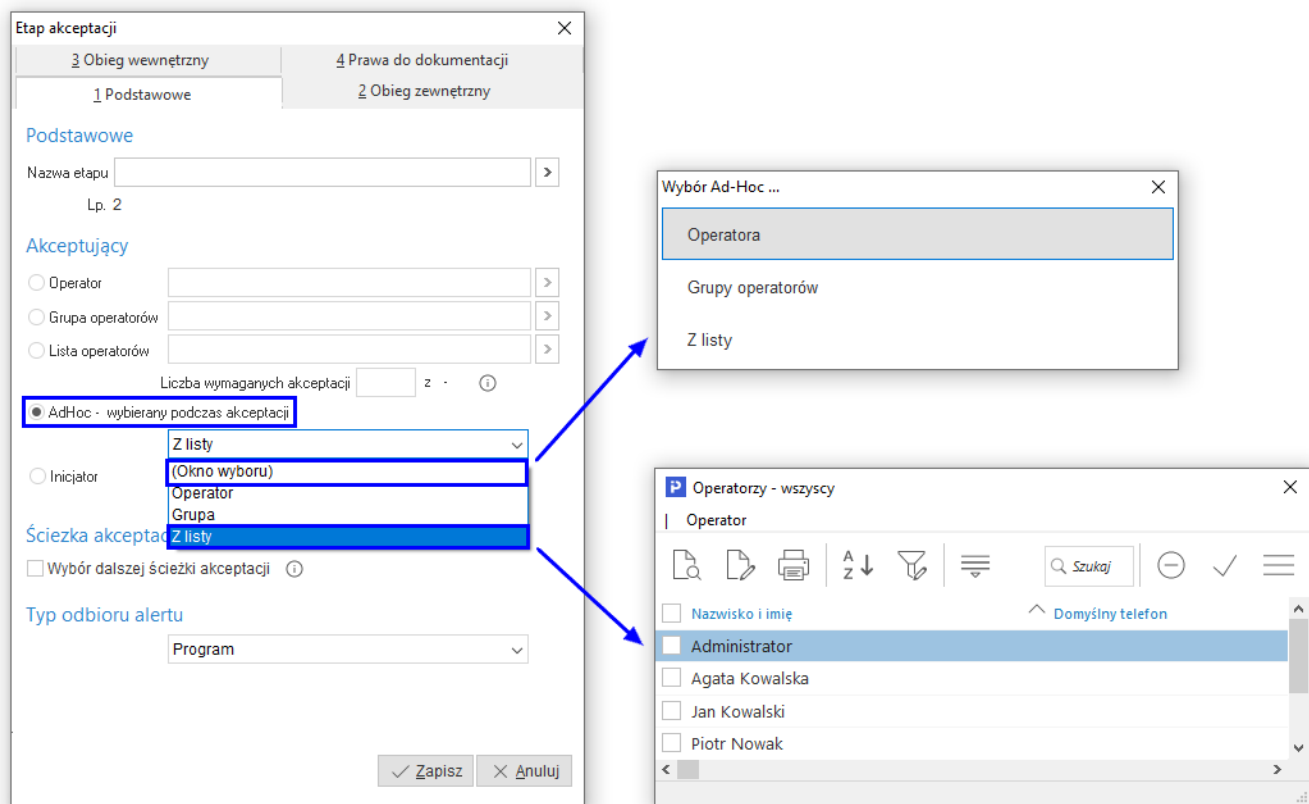 Etap akceptacji
3 Obieg wewnętrzny
4 Prawa do dokumentacji
1 Podstawowe
2 Obieg zewnętrzny
Podstawowe
Nazwa etapu
Lp. 2
Akceptujący
Operator
Grupa operatorów
Lista operatorów
Liczba wymaganych akceptacji z -
AdHoc - wybierany podczas akceptacji
Z listy
(Okno wyboru)
Inicjator
Operator
Grupa
Z listy
Ściezka akceptac
Wybór dalszej ścieżki akceptacji
Typ odbioru alertu
Program
Zapisz
Anuluj
Wybór Ad-Hoc ...
Operatora
Grupy operatorów
Z listy
Operatorzy - wszyscy
| Operator
Szukaj
Nazwisko i imię
Domyślny telefon
Administrator
Agata Kowalska
Jan Kowalski
Piotr Nowak